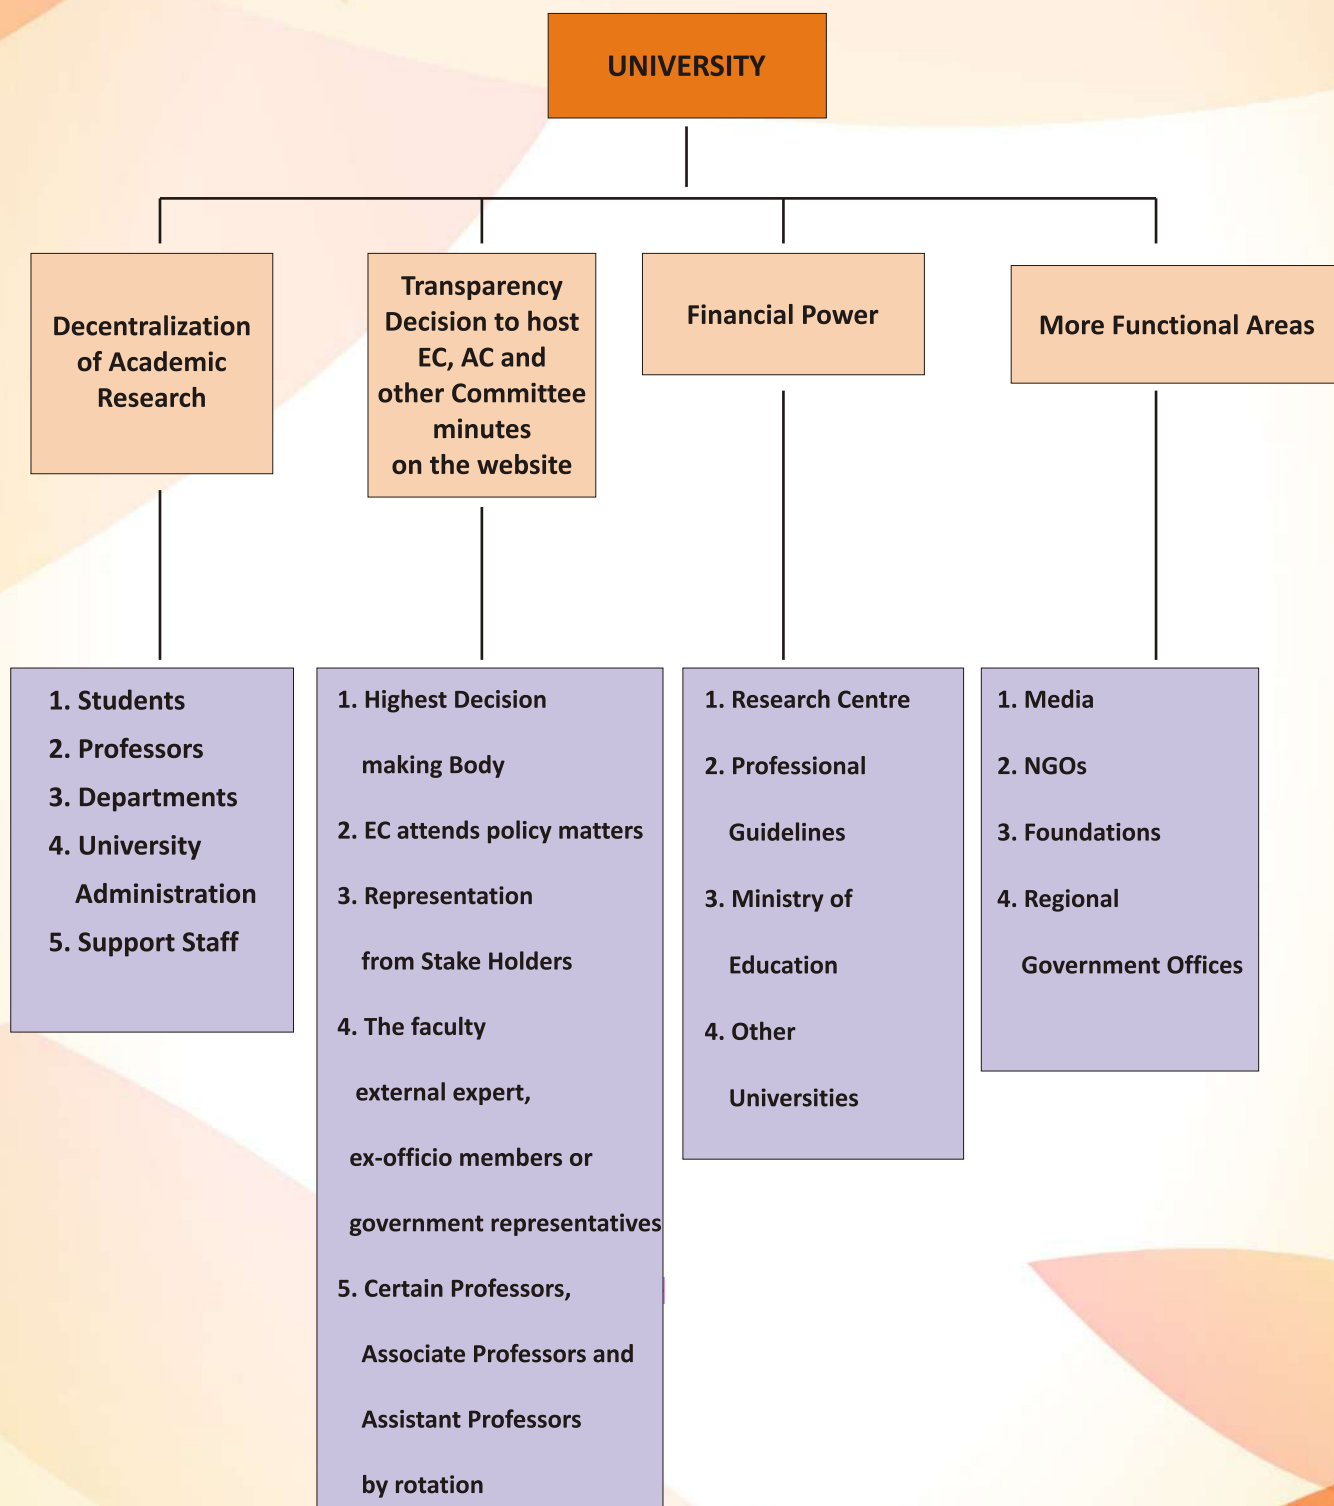 UNIVERSITY
Decentralization
of Academic
Research
Transparency
Decision to host
EC, AC and
other Committee
minutes
on the website
Financial Power
More Functional Areas
1. Students
2. Professors
3. Departments
4. University
Administration
5. Support Staff
1. Highest Decision
making Body
2. EC attends policy matters
3. Representation
from Stake Holders
4. The faculty
external expert,
ex-officio members or
government representatives
5. Certain Professors,
Associate Professors and
Assistant Professors
by rotation
1. Research Centre
2. Professional
Guidelines
3. Ministry of
Education
4. Other
Universities
1. Media
2. NGOs
3. Foundations
4. Regional
Government Offices